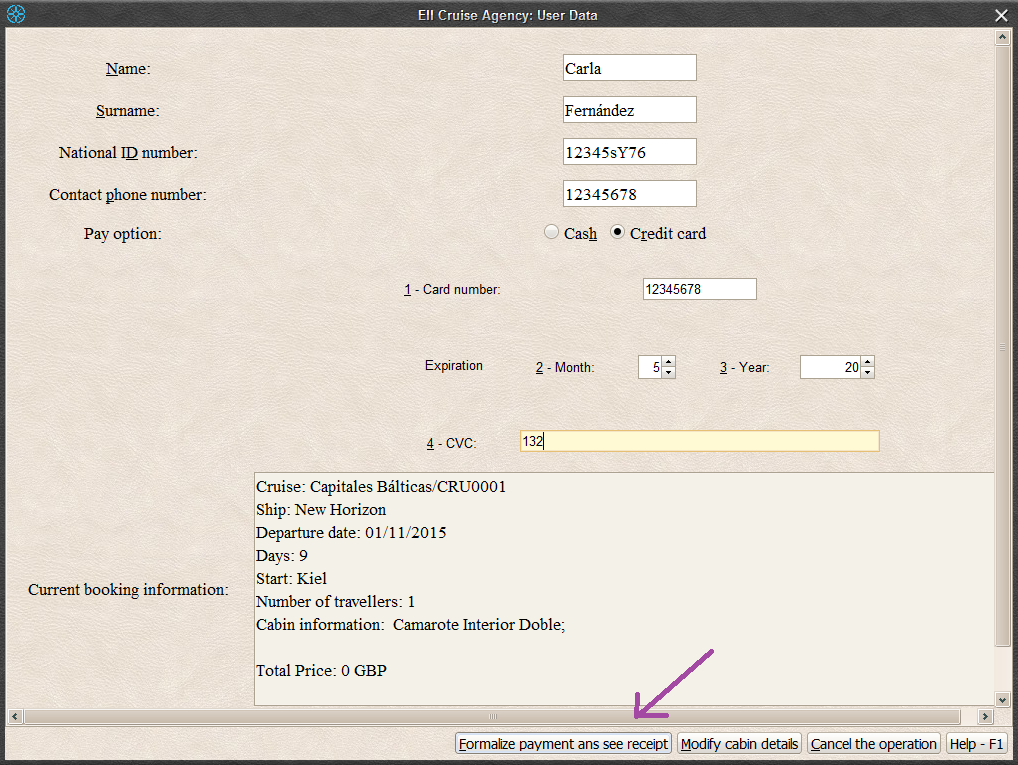 EII Cruise Agency: User Data
Name: Carla
Surname: Fernández
National ID number: 12345sY76
Contact phone number: 12345678
Pay option: Cash Credit card
1 - Card number: 12345678
Expiration 2 - Month: 5 3 - Year: 20
4 - CVC: 132
Cruise: Capitales Bálticas/CRU0001
Ship: New Horizon
Departure date: 01/11/2015
Days: 9
Start: Kiel
Current booking information:
Number of travellers: 1
Cabin information:  Camarote Interior Doble;
Total Price: 0 GBP
Formalize payment ans see receipt Modify cabin details Cancel the operation Help - F1